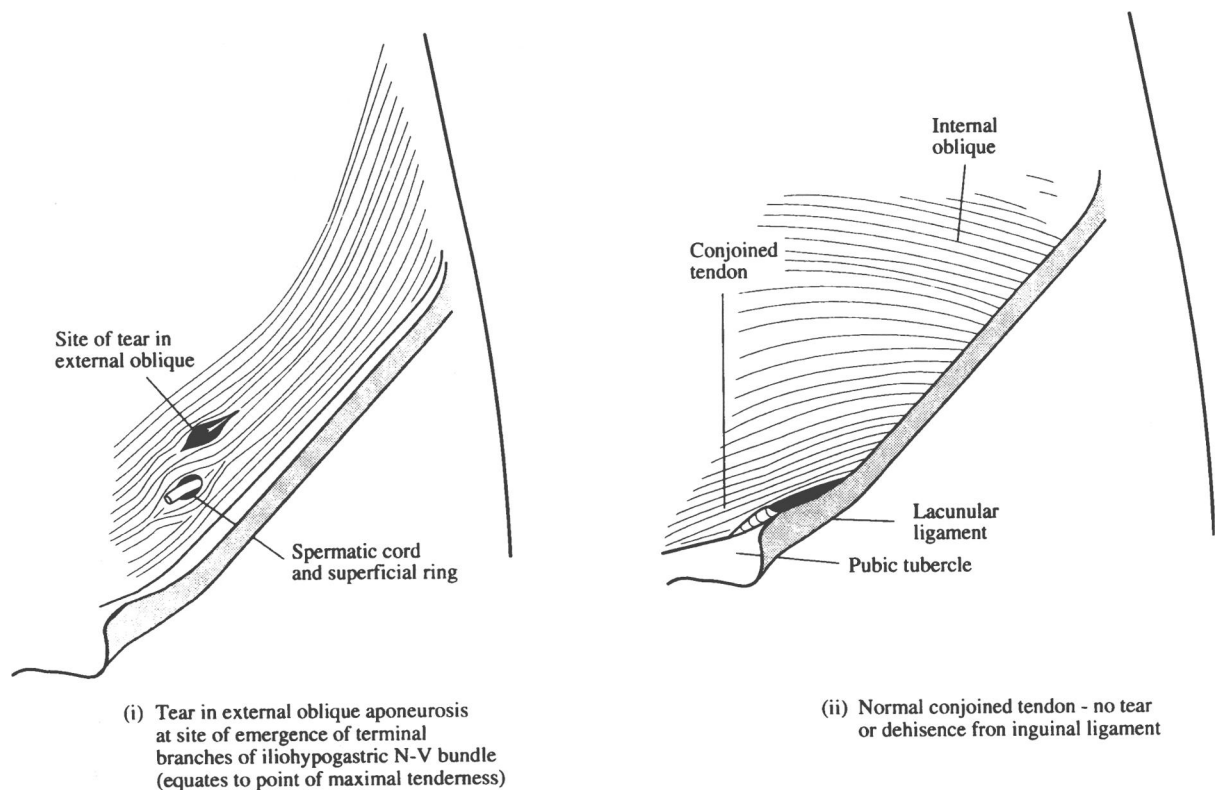 Site of tear in
external oblique
Spermatic cord
and superficial ring
(i) Tear in external oblique aponeurosis
at site of emergence of terminal
branches of iliohypogastric N-V bundle
(equates to point of maximal tenderness)
Internal
oblique
Conjoined
tendon
Lacunular
ligament
Pubic tubercle
(ii) Normal conjoined tendon - no tear
or dehisence fron inguinal ligament